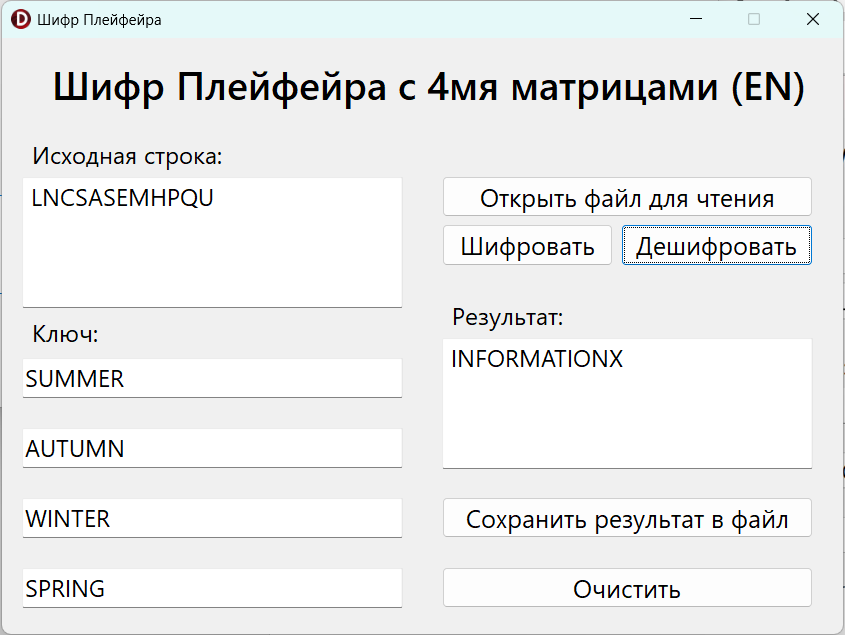 Шифр Плейфейра
Шифр Плейфейра с 4мя матрицами (EN)
Исходная строка:
LNCSASEMHPQU
Открыть файл для чтения
Шифровать
Дешифровать
Ключ:
SUMMER
AUTUMN
WINTER
SPRING
Результат:
INFORMATIONX
Сохранить результат в файл
Очистить